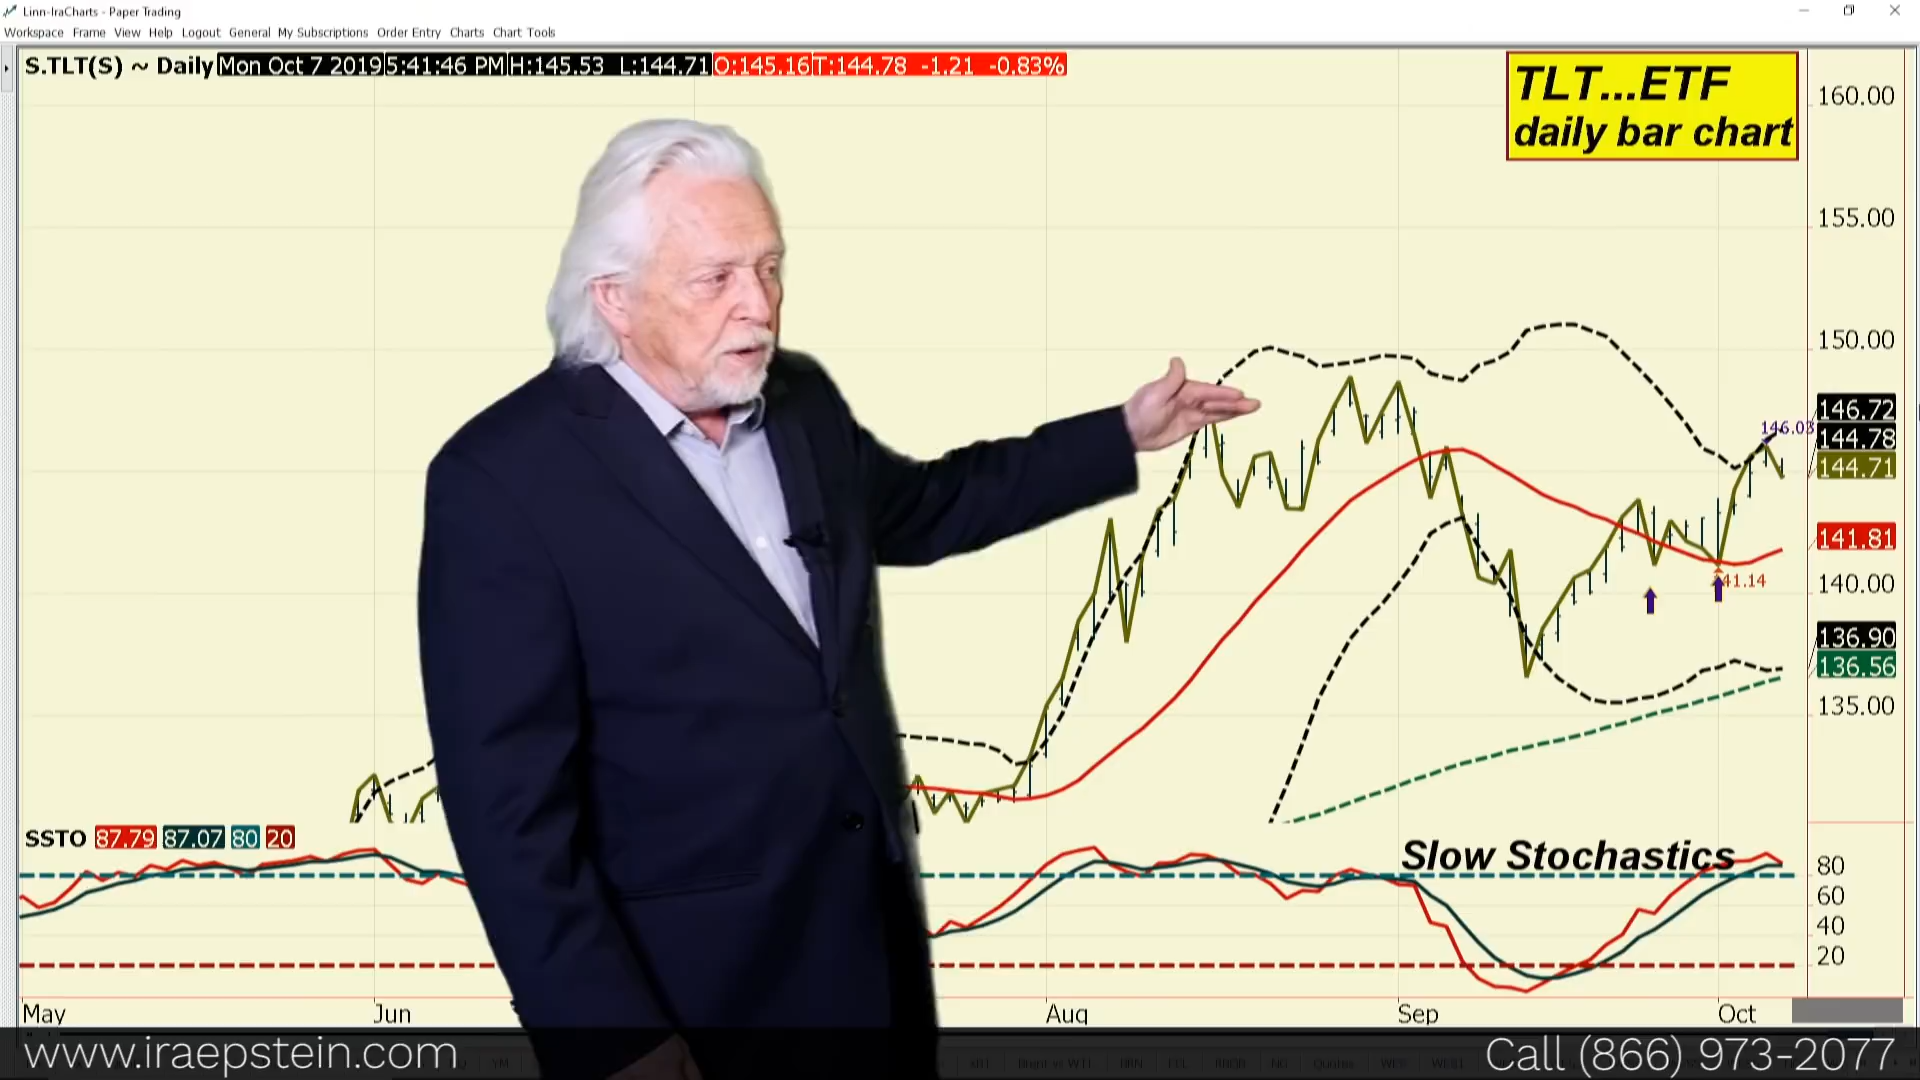 Linn-IraCharts - Paper Trading
Workspace Frame View Help Logout General My Subscriptions Order Entry Charts Chart Tools
S.TLT(S) ~ Daily Mon Oct 7 2019 5:41:46 PM H:145.53 L:144.71 O:145.16 T:144.78 -1.21 -0.83%
TLT...ETF
daily bar chart
160.00
155.00
150.00
146.72
146.03
144.78
144.71
141.81
41.14
140.00
136.90
136.56
135.00
SSTO 87.79 87.07 80 20
Slow Stochastics
80
60
40
20
May Jun Aug Sep Oct
www.iraepstein.com
Call (866) 973-2077